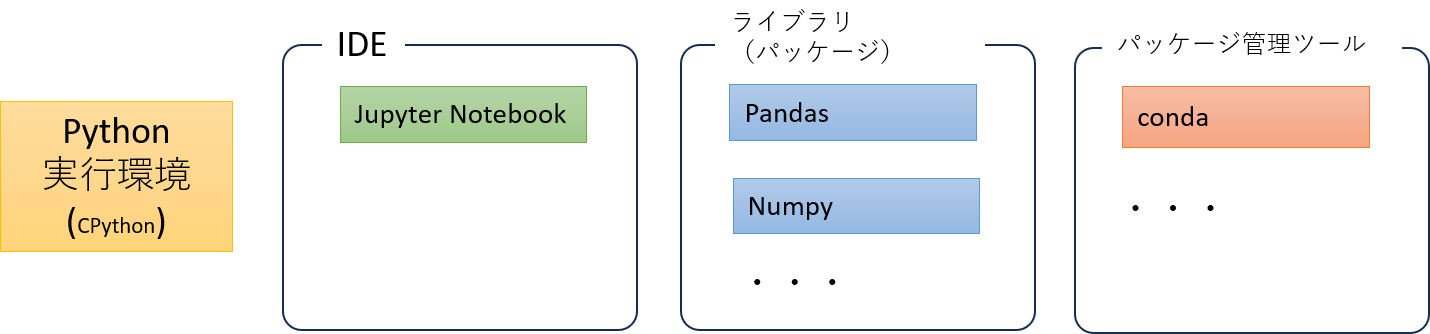 Python
実行環境
(CPython)
IDE
Jupyter Notebook
ライブラリ
（パッケージ）
Pandas
Numpy
・・・
パッケージ管理ツール
conda
・・・